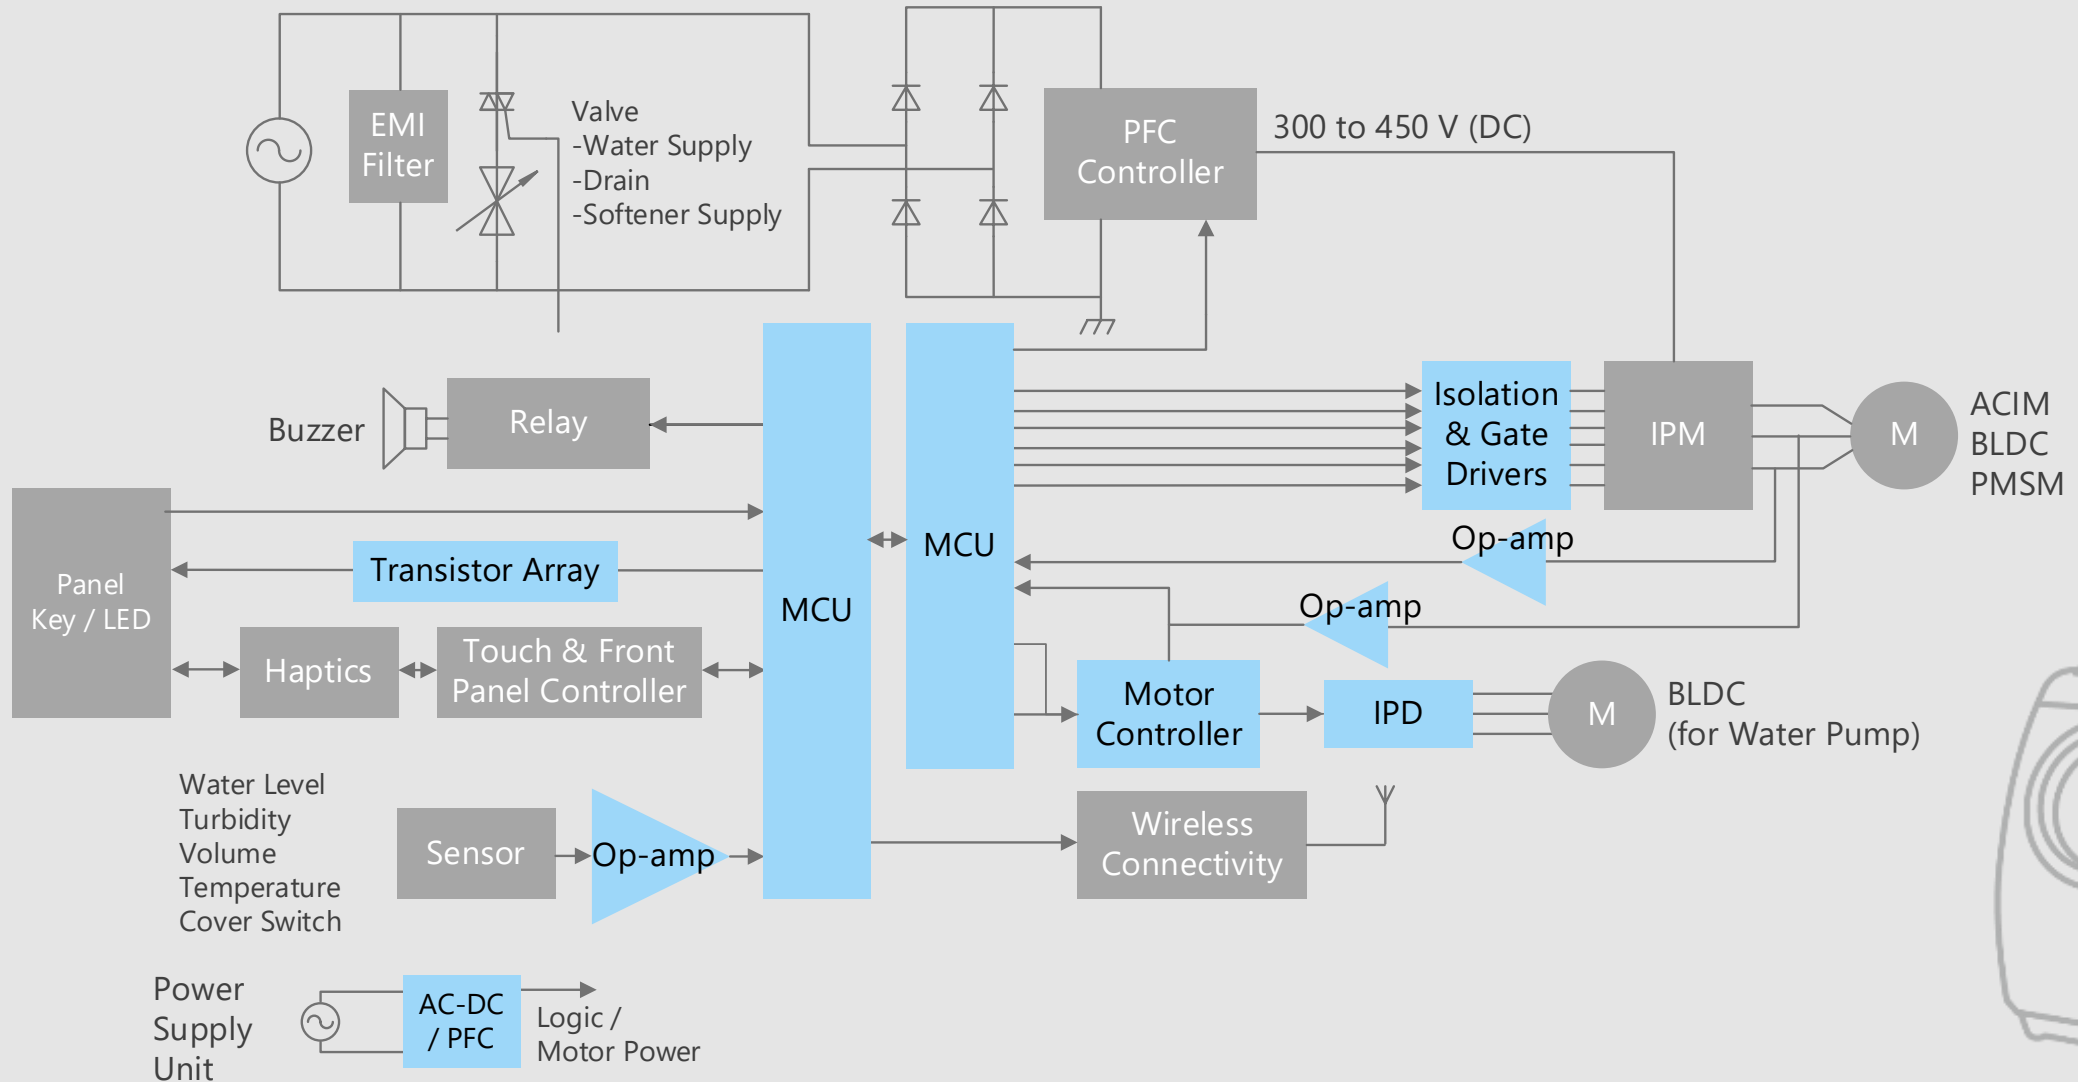 EMI
Filter
Valve
-Water Supply
-Drain
-Softener Supply
PFC
Controller
300 to 450 V (DC)
Buzzer
Relay
Panel
Key / LED
Transistor Array
Haptics
Touch & Front
Panel Controller
MCU
MCU
Isolation
& Gate
Drivers
IPM
M
ACIM
BLDC
PMSM
Op-amp
Op-amp
Motor
Controller
IPD
M
BLDC
(for Water Pump)
Water Level
Turbidity
Volume
Temperature
Cover Switch
Sensor
Op-amp
Wireless
Connectivity
Power
Supply
Unit
AC-DC
/ PFC
Logic /
Motor Power